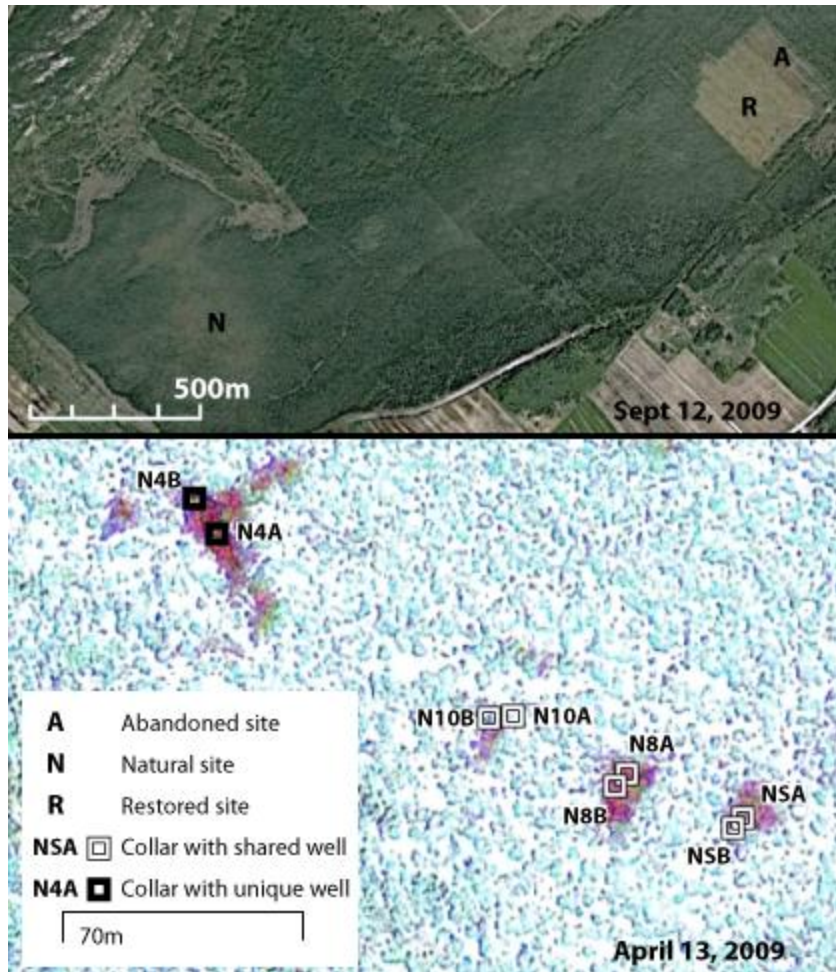 A
R
N
500m
Sept 12, 2009
N4B
N4A
N10B N10A
N8A
N8B
NSA
NSB
A Abandoned site
N Natural site
R Restored site
NSA Collar with shared well
N4A Collar with unique well
70m
April 13, 2009